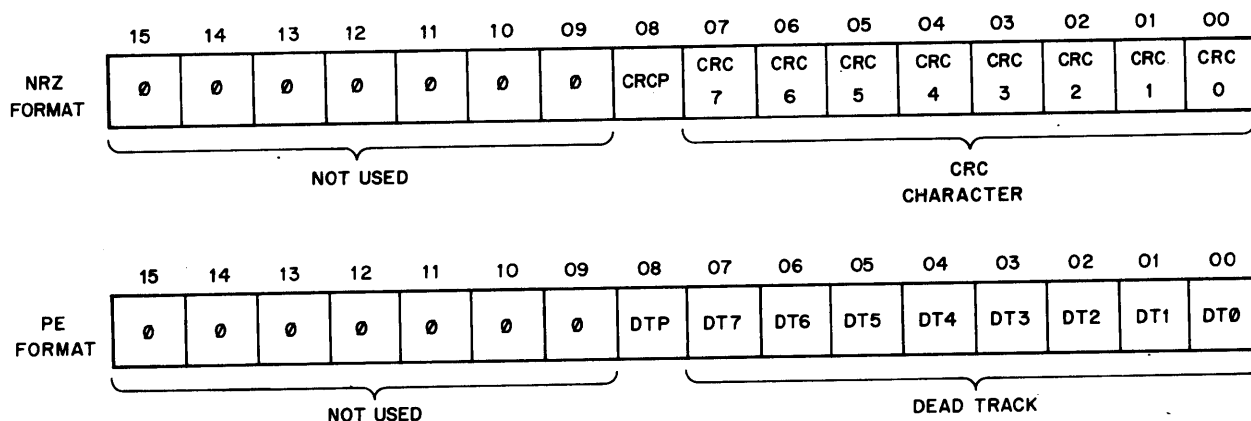 15 14 13 12 11 10 09 08 07 06 05 04 03 02 01 00
NRZ FORMAT
Ø Ø Ø Ø Ø Ø Ø CRCP CRC 7 CRC 6 CRC 5 CRC 4 CRC 3 CRC 2 CRC 1 CRC 0
NOT USED
CRC
CHARACTER
15 14 13 12 11 10 09 08 07 06 05 04 03 02 01 00
PE FORMAT
Ø Ø Ø Ø Ø Ø Ø DTP DT7 DT6 DT5 DT4 DT3 DT2 DT1 DTØ
NOT USED
DEAD TRACK